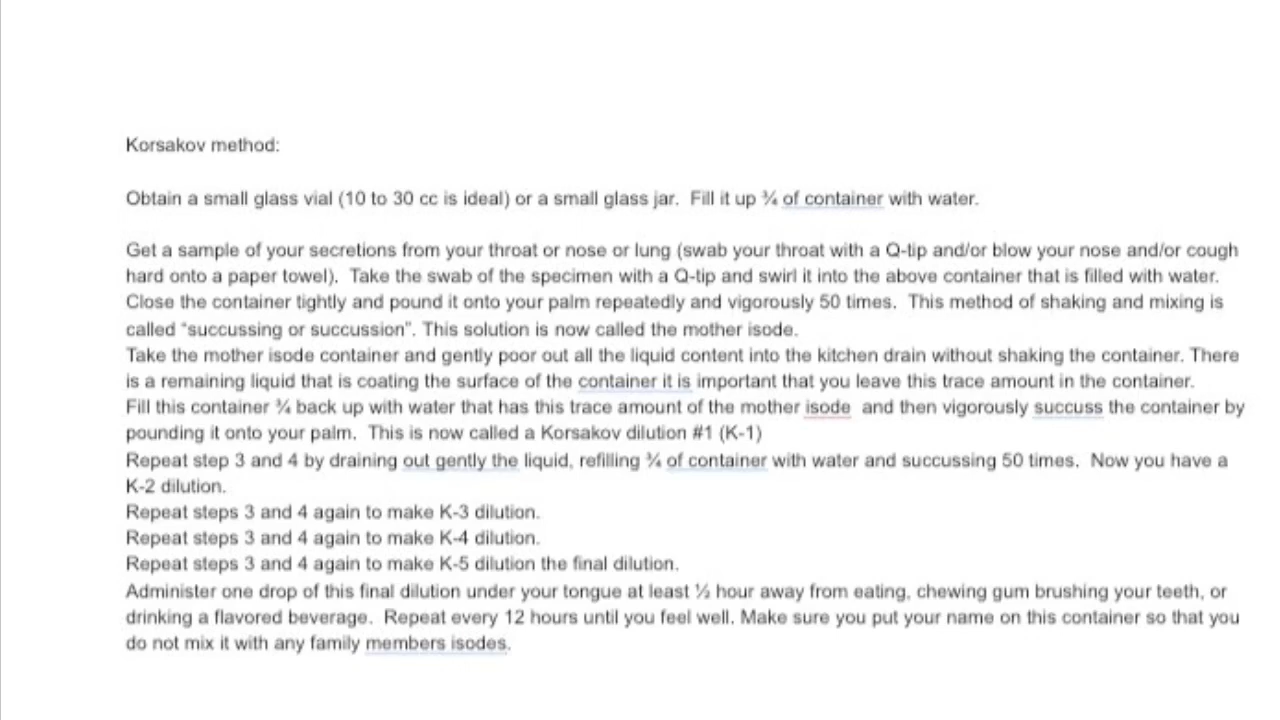 Korsakov method:
Obtain a small glass vial (10 to 30 cc is ideal) or a small glass jar.  Fill it up ¾ of container with water.
Get a sample of your secretions from your throat or nose or lung (swab your throat with a Q-tip and/or blow your nose and/or cough
hard onto a paper towel).  Take the swab of the specimen with a Q-tip and swirl it into the above container that is filled with water.
Close the container tightly and pound it onto your palm repeatedly and vigorously 50 times.  This method of shaking and mixing is
called “succussing or succussion”. This solution is now called the mother isode.
Take the mother isode container and gently poor out all the liquid content into the kitchen drain without shaking the container. There
is a remaining liquid that is coating the surface of the container it is important that you leave this trace amount in the container.
Fill this container ¾ back up with water that has this trace amount of the mother isode  and then vigorously succuss the container by
pounding it onto your palm.  This is now called a Korsakov dilution #1 (K-1)
Repeat step 3 and 4 by draining out gently the liquid, refilling ¾ of container with water and succussing 50 times.  Now you have a
K-2 dilution.
Repeat steps 3 and 4 again to make K-3 dilution.
Repeat steps 3 and 4 again to make K-4 dilution.
Repeat steps 3 and 4 again to make K-5 dilution the final dilution.
Administer one drop of this final dilution under your tongue at least ½ hour away from eating, chewing gum brushing your teeth, or
drinking a flavored beverage.  Repeat every 12 hours until you feel well. Make sure you put your name on this container so that you
do not mix it with any family members isodes.